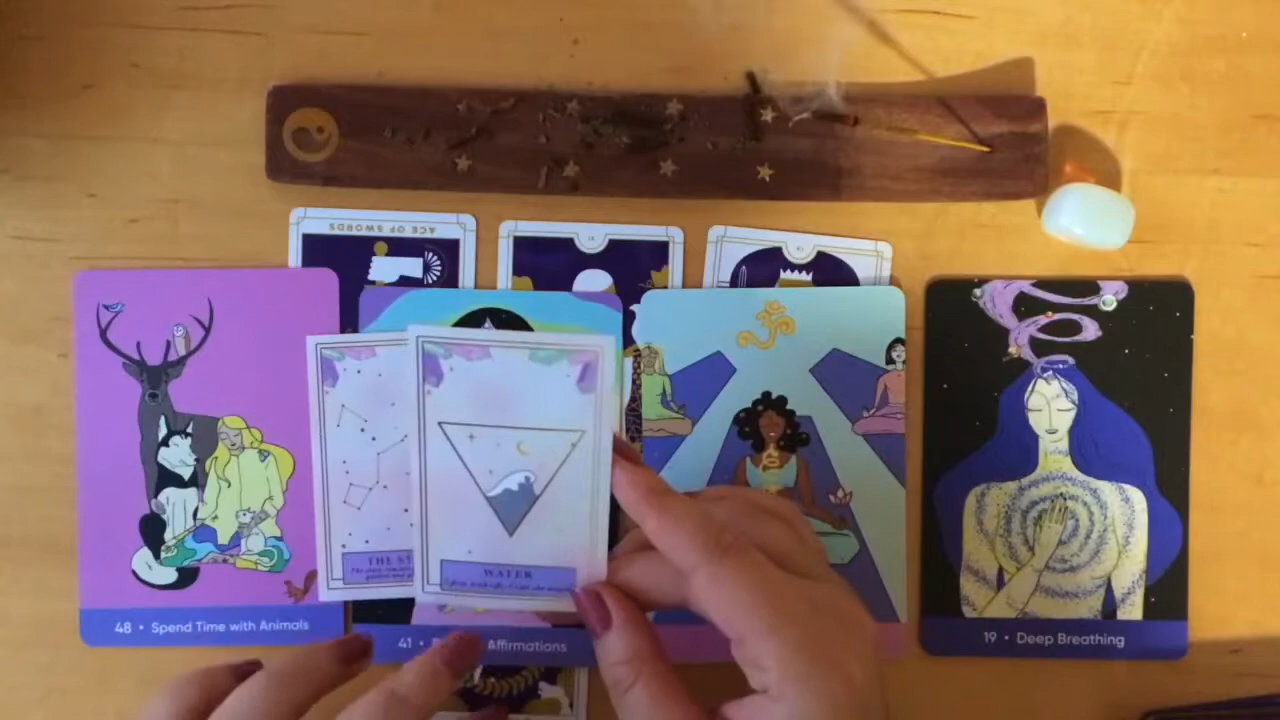 ACE OF SWORDS
THE ST
WATER
48 • Spend Time with Animals
41 • Affirmations
19 • Deep Breathing